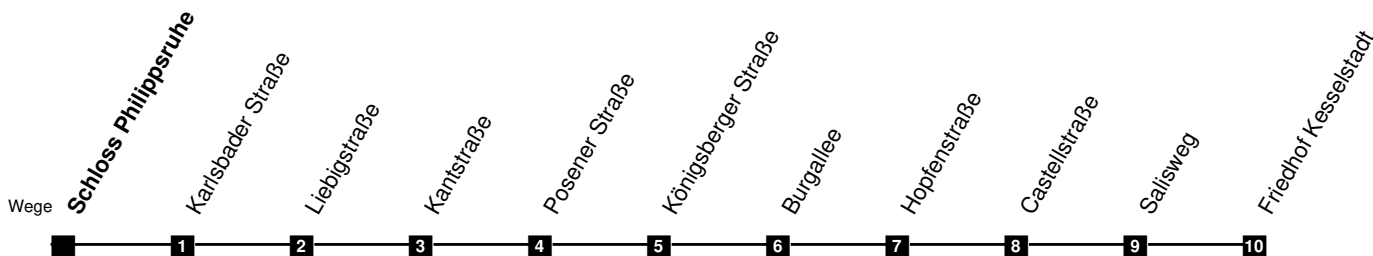 Wege
Schloss Philippsruhe
Karlsbader Straße
Liebigstraße
Kantstraße
Posener Straße
Königsberger Straße
Burgallee
Hopfenstraße
Castellstraße
Salisweg
Friedhof Kesselstadt
1 2 3 4 5 6 7 8 9 10